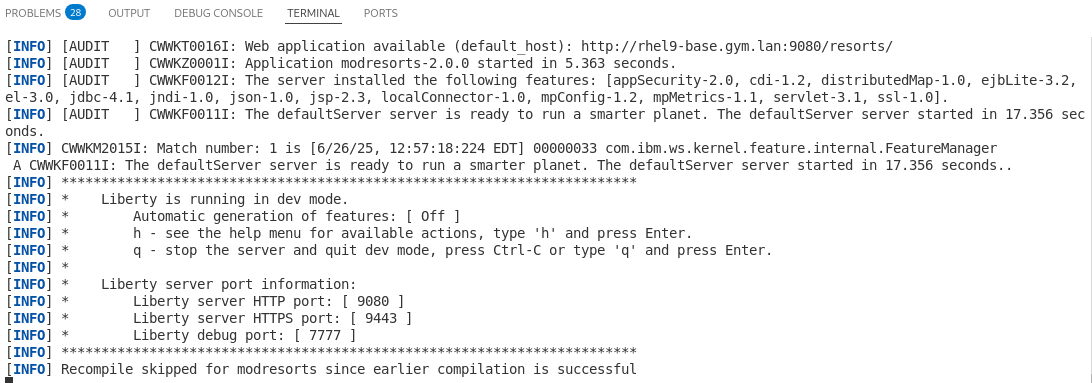 PROBLEMS 28 OUTPUT DEBUG CONSOLE TERMINAL PORTS
[INFO] [AUDIT   ] CWWKT0016I: Web application available (default_host): http://rhel9-base.gym.lan:9080/resorts/
[INFO] [AUDIT   ] CWWKZ0001I: Application modresorts-2.0.0 started in 5.363 seconds.
[INFO] [AUDIT   ] CWWKF0012I: The server installed the following features: [appSecurity-2.0, cdi-1.2, distributedMap-1.0, ejbLite-3.2,
el-3.0, jdbc-4.1, jndi-1.0, json-1.0, jsp-2.3, localConnector-1.0, mpConfig-1.2, mpMetrics-1.1, servlet-3.1, ssl-1.0].
[INFO] [AUDIT   ] CWWKF0011I: The defaultServer server is ready to run a smarter planet. The defaultServer server started in 17.356 sec
onds.
[INFO] CWWKM2015I: Match number: 1 is [6/26/25, 12:57:18:224 EDT] 00000033 com.ibm.ws.kernel.feature.internal.FeatureManager
 A CWWKF0011I: The defaultServer server is ready to run a smarter planet. The defaultServer server started in 17.356 seconds..
[INFO] ************************************************************************
[INFO] *    Liberty is running in dev mode.
[INFO] *        Automatic generation of features: [ Off ]
[INFO] *        h - see the help menu for available actions, type 'h' and press Enter.
[INFO] *        q - stop the server and quit dev mode, press Ctrl-C or type 'q' and press Enter.
[INFO] *
[INFO] *    Liberty server port information:
[INFO] *        Liberty server HTTP port: [ 9080 ]
[INFO] *        Liberty server HTTPS port: [ 9443 ]
[INFO] *        Liberty debug port: [ 7777 ]
[INFO] ************************************************************************
[INFO] Recompile skipped for modresorts since earlier compilation is successful